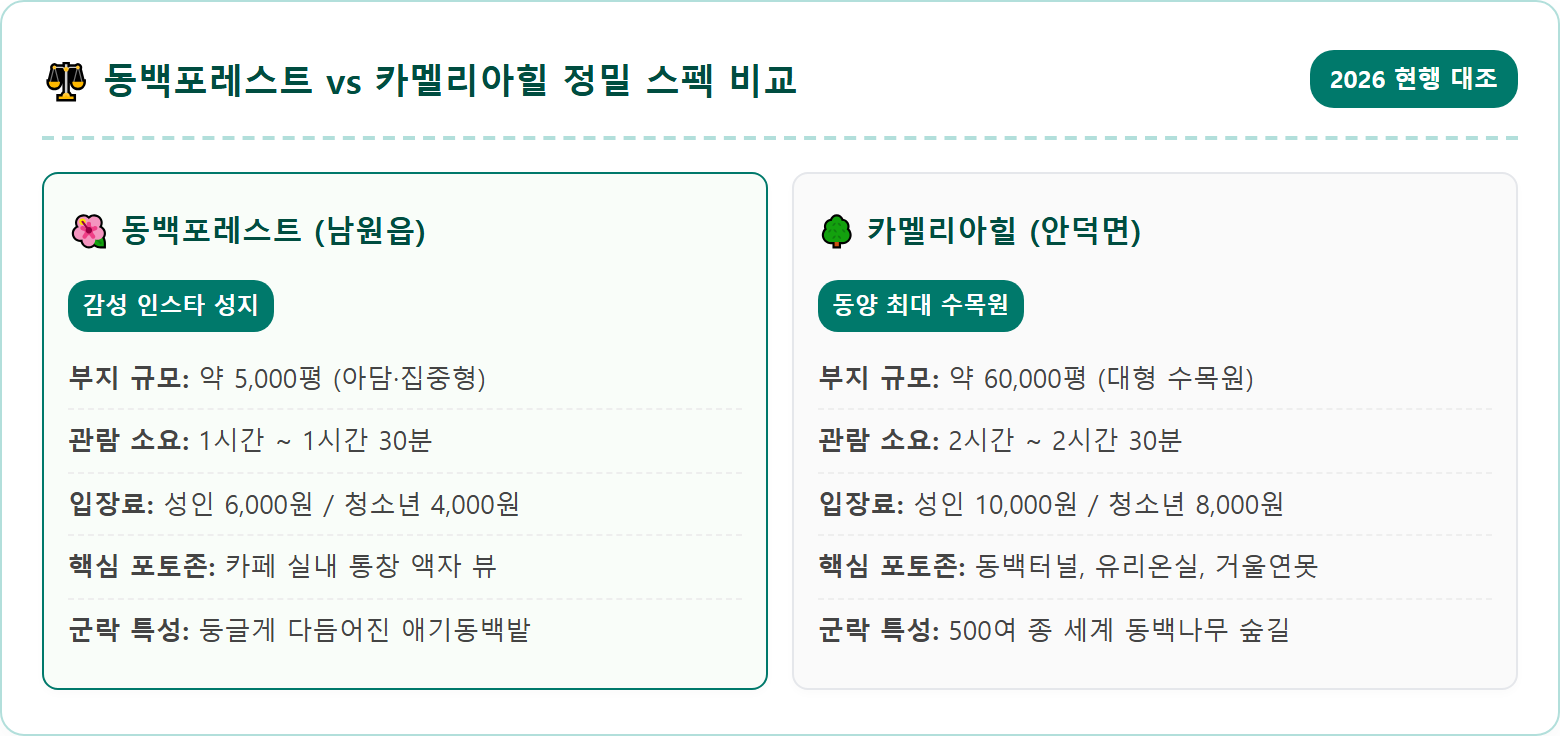 동백포레스트 vs 카멜리아힐 정밀 스펙 비교
2026 현행 대조
동백포레스트 (남원읍)
감성 인스타 성지
부지 규모: 약 5,000평 (아담·집중형)
관람 소요: 1시간 ~ 1시간 30분
입장료: 성인 6,000원 / 청소년 4,000원
핵심 포토존: 카페 실내 통창 액자 뷰
군락 특성: 둥글게 다듬어진 애기동백밭
카멜리아힐 (안덕면)
동양 최대 수목원
부지 규모: 약 60,000평 (대형 수목원)
관람 소요: 2시간 ~ 2시간 30분
입장료: 성인 10,000원 / 청소년 8,000원
핵심 포토존: 동백터널, 유리온실, 거울연못
군락 특성: 500여 종 세계 동백나무 숲길